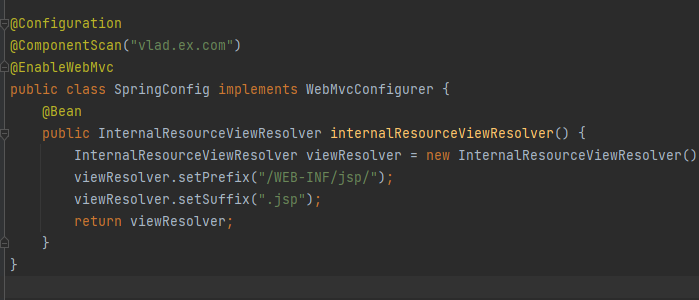 @Configuration
@ComponentScan("vlad.ex.com")
@EnableWebMvc
public class SpringConfig implements WebMvcConfigurer {
    @Bean
    public InternalResourceViewResolver internalResourceViewResolver() {
        InternalResourceViewResolver viewResolver = new InternalResourceViewResolver()
        viewResolver.setPrefix("/WEB-INF/jsp/");
        viewResolver.setSuffix(".jsp");
        return viewResolver;
    }
}